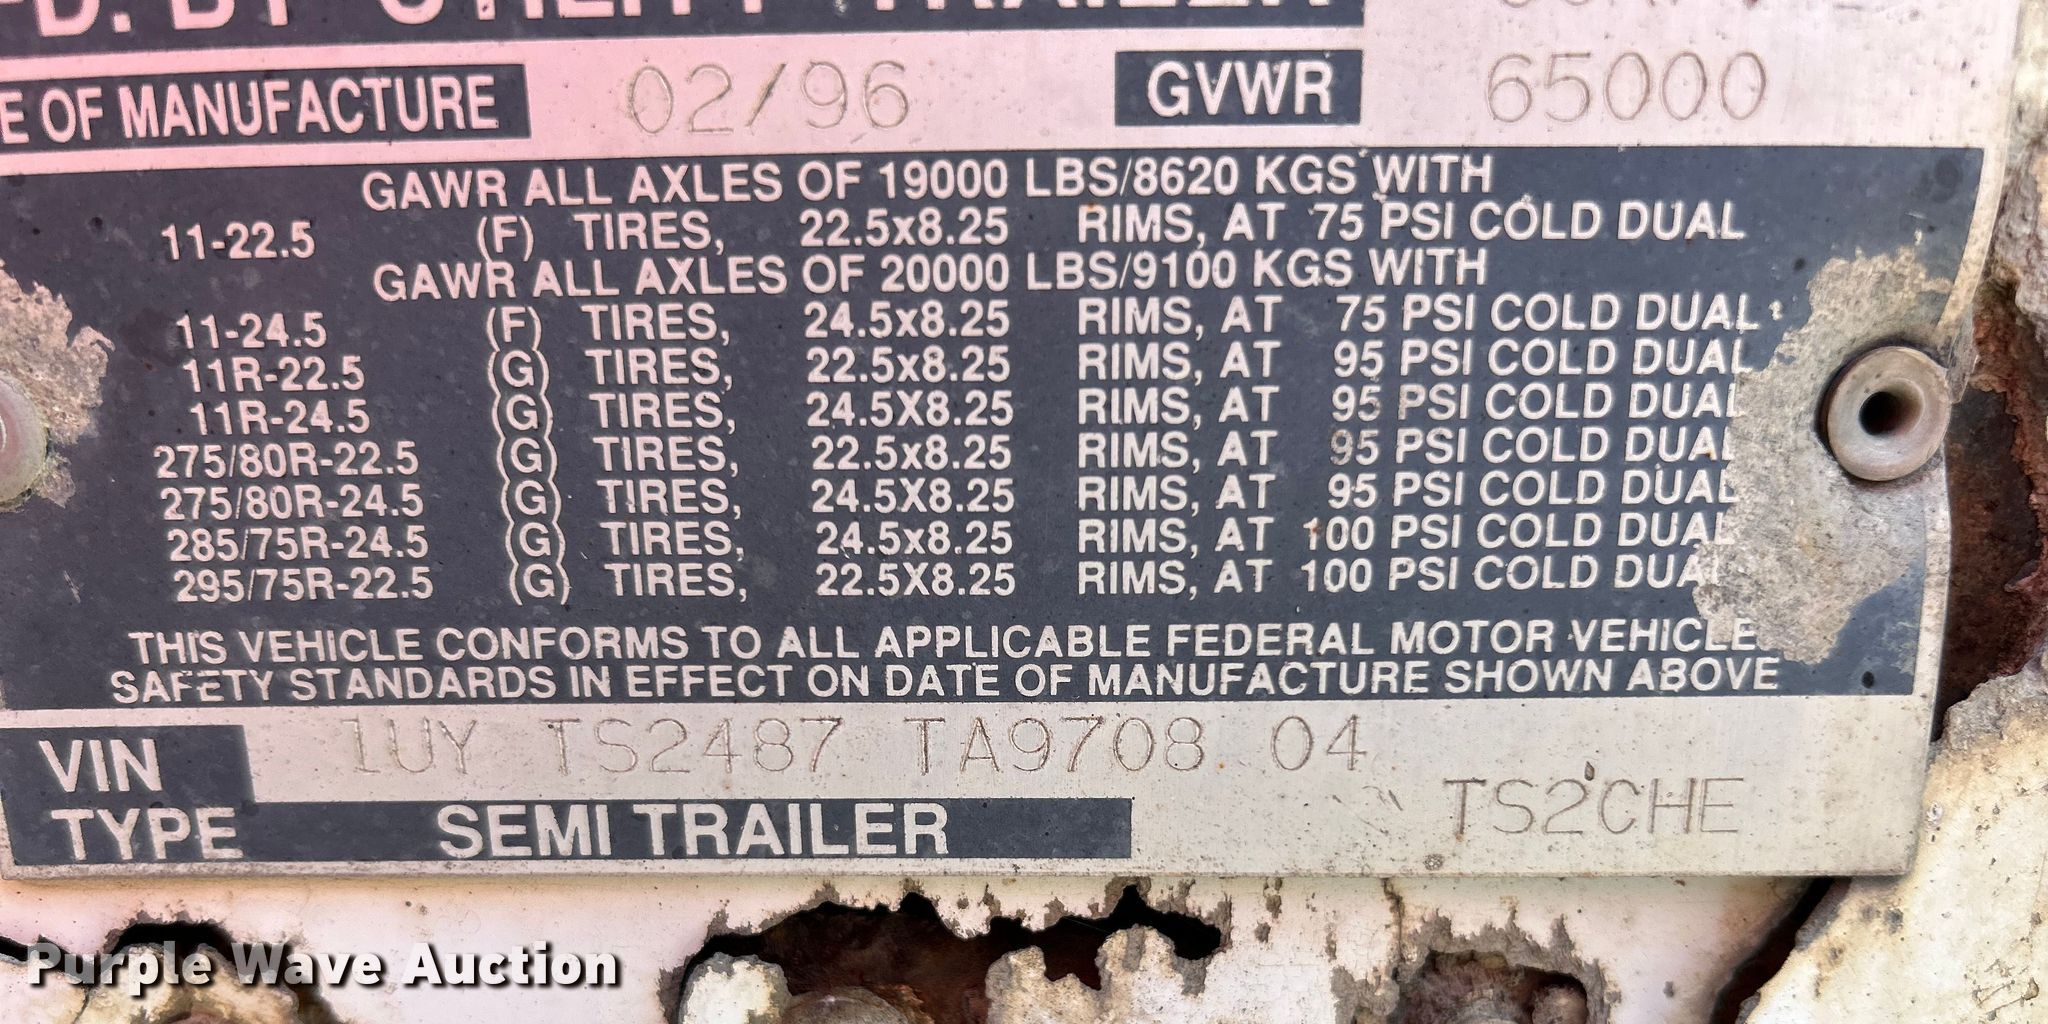 D. BY UTILITY TRAILER
E OF MANUFACTURE 02/96 GVWR 65000
GAWR ALL AXLES OF 19000 LBS/8620 KGS WITH
11-22.5 (F) TIRES, 22.5x8.25 RIMS, AT 75 PSI COLD DUAL
GAWR ALL AXLES OF 20000 LBS/9100 KGS WITH
11-24.5 (F) TIRES, 24.5x8.25 RIMS, AT 75 PSI COLD DUAL
11R-22.5 (G) TIRES, 22.5x8.25 RIMS, AT 95 PSI COLD DUAL
11R-24.5 (G) TIRES, 24.5X8.25 RIMS, AT 95 PSI COLD DUAL
275/80R-22.5 (G) TIRES, 22.5x8.25 RIMS, AT 95 PSI COLD DUAL
275/80R-24.5 (G) TIRES, 24.5X8.25 RIMS, AT 95 PSI COLD DUAL
285/75R-24.5 (G) TIRES, 24.5x8.25 RIMS, AT 100 PSI COLD DUAL
295/75R-22.5 (G) TIRES, 22.5X8.25 RIMS, AT 100 PSI COLD DUAL
THIS VEHICLE CONFORMS TO ALL APPLICABLE FEDERAL MOTOR VEHICLE
SAFETY STANDARDS IN EFFECT ON DATE OF MANUFACTURE SHOWN ABOVE
VIN 1UY TS2487 TA9708 04
TYPE SEMI TRAILER TS2CHE
Purple Wave Auction